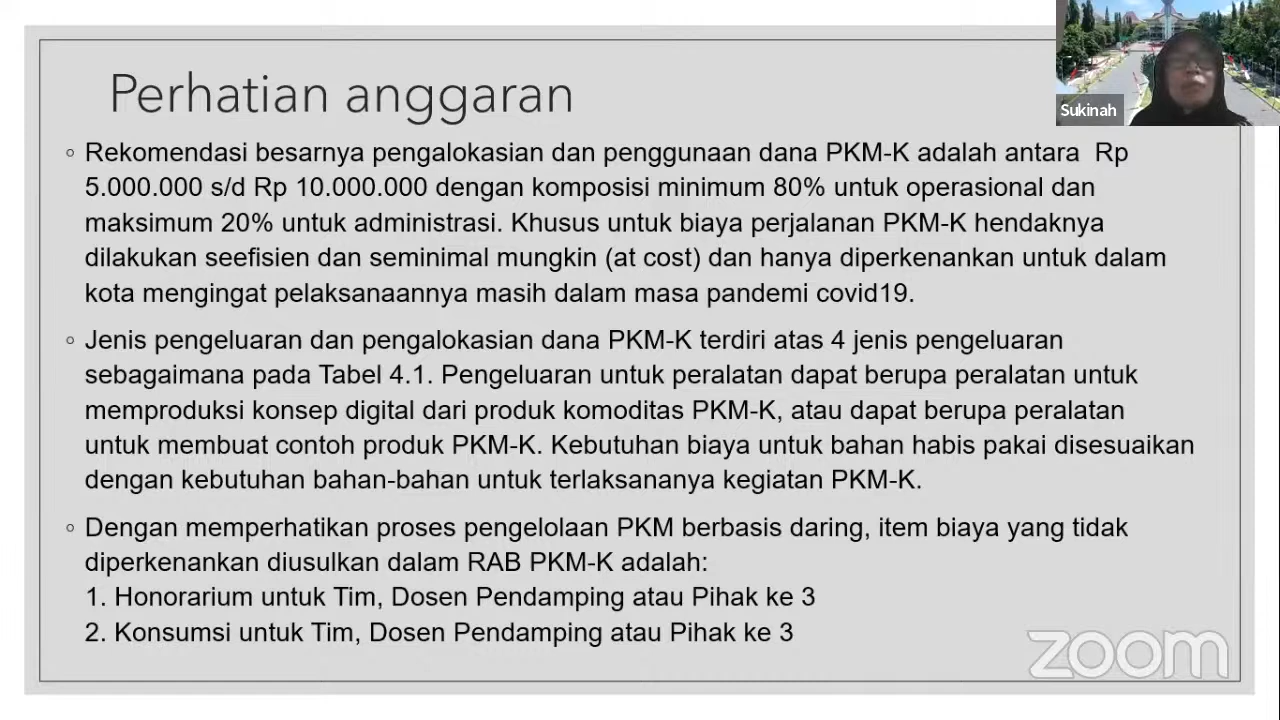 Perhatian anggaran
Sukinah
◦ Rekomendasi besarnya pengalokasian dan penggunaan dana PKM-K adalah antara Rp
5.000.000 s/d Rp 10.000.000 dengan komposisi minimum 80% untuk operasional dan
maksimum 20% untuk administrasi. Khusus untuk biaya perjalanan PKM-K hendaknya
dilakukan seefisien dan seminimal mungkin (at cost) dan hanya diperkenankan untuk dalam
kota mengingat pelaksanaannya masih dalam masa pandemi covid19.
◦ Jenis pengeluaran dan pengalokasian dana PKM-K terdiri atas 4 jenis pengeluaran
sebagaimana pada Tabel 4.1. Pengeluaran untuk peralatan dapat berupa peralatan untuk
memproduksi konsep digital dari produk komoditas PKM-K, atau dapat berupa peralatan
untuk membuat contoh produk PKM-K. Kebutuhan biaya untuk bahan habis pakai disesuaikan
dengan kebutuhan bahan-bahan untuk terlaksananya kegiatan PKM-K.
◦ Dengan memperhatikan proses pengelolaan PKM berbasis daring, item biaya yang tidak
diperkenankan diusulkan dalam RAB PKM-K adalah:
1. Honorarium untuk Tim, Dosen Pendamping atau Pihak ke 3
2. Konsumsi untuk Tim, Dosen Pendamping atau Pihak ke 3
zoom